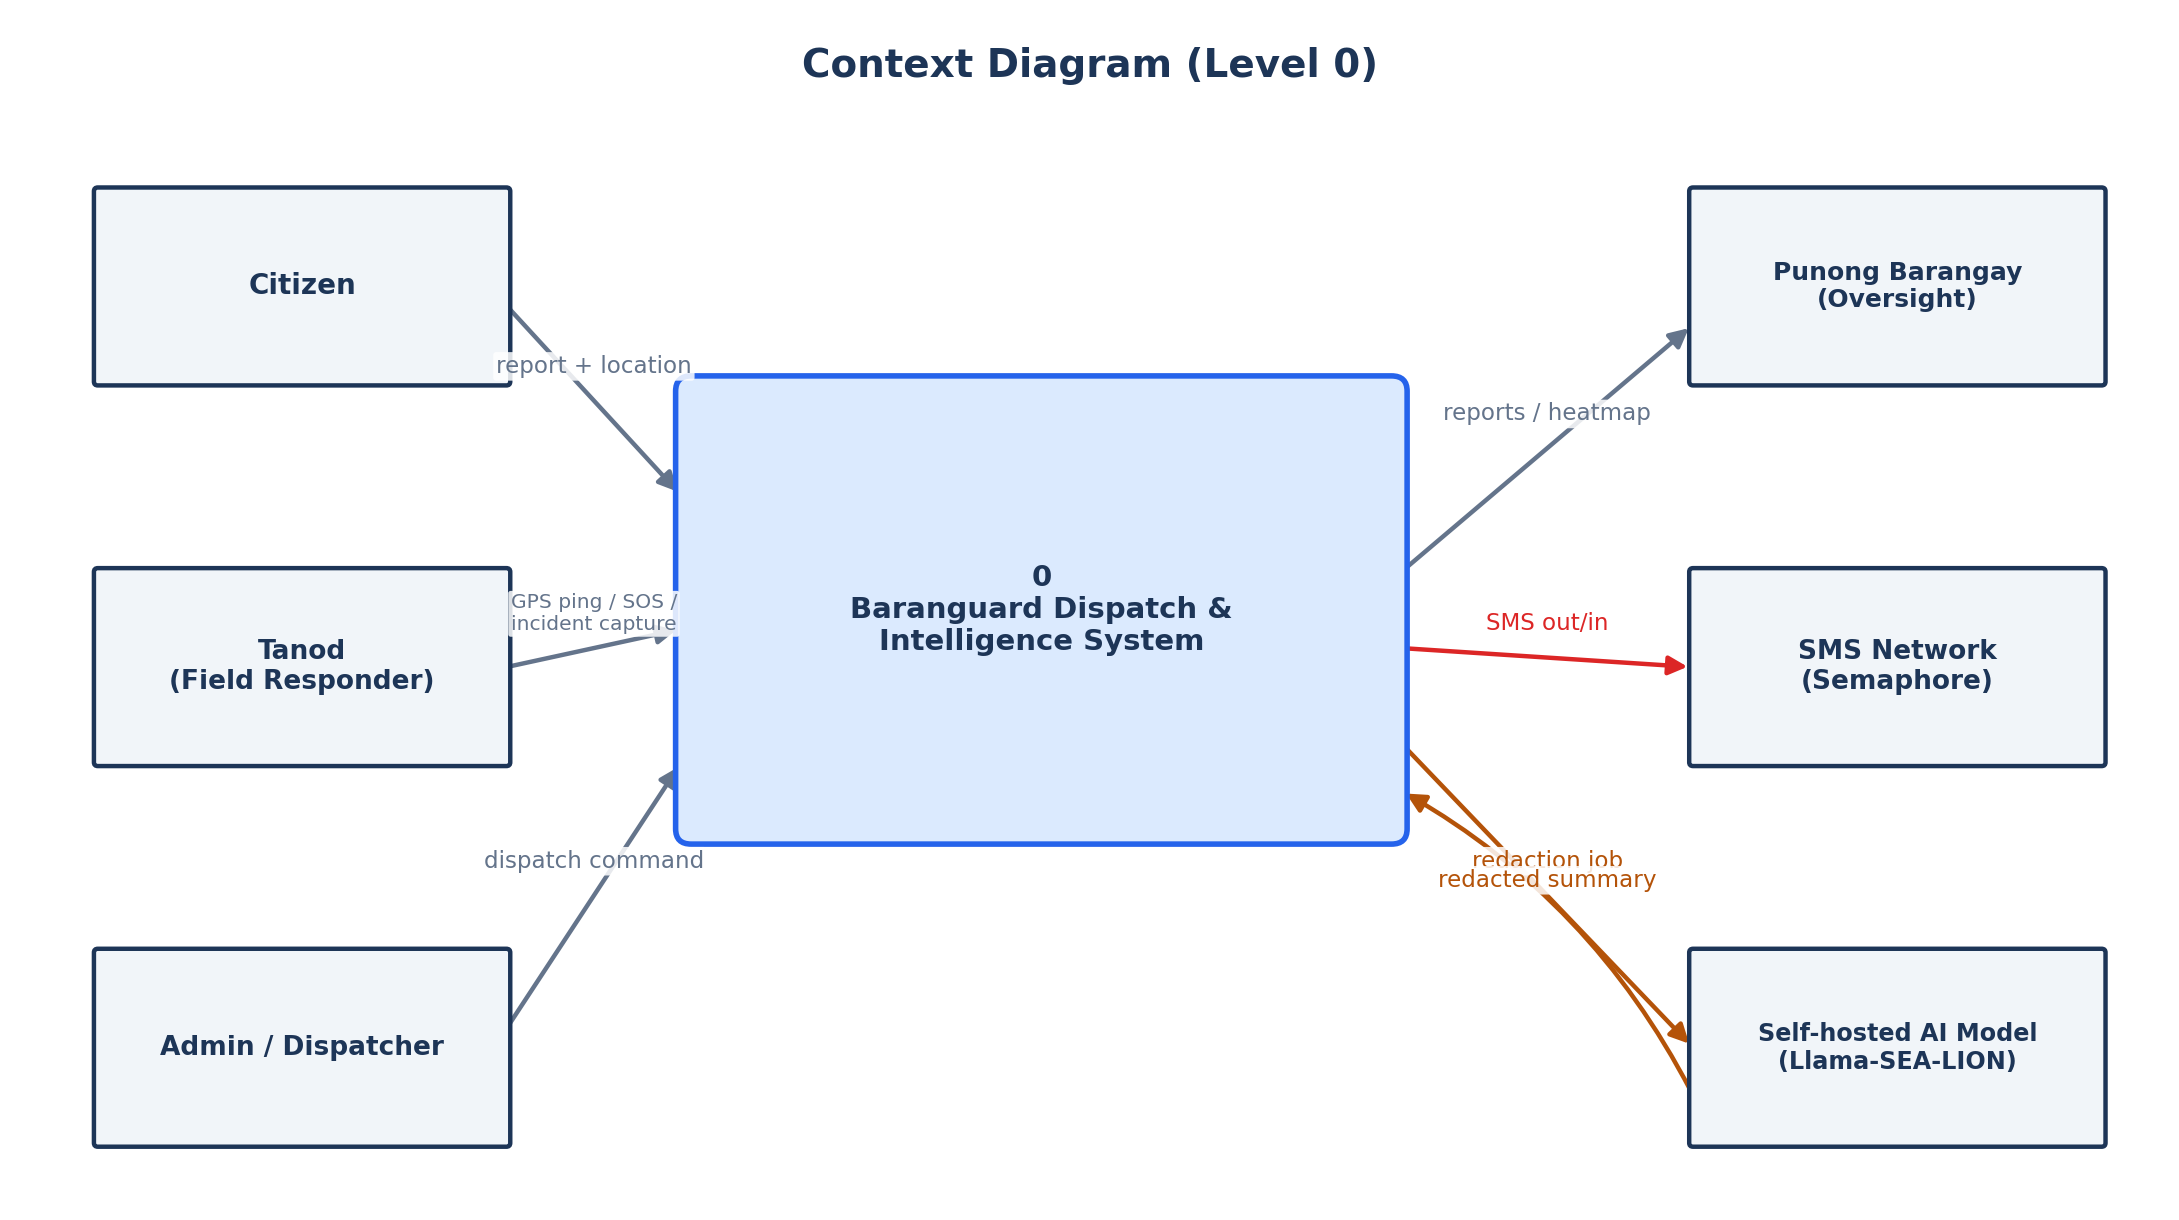 Context Diagram (Level 0)
Citizen
report + location
Tanod
(Field Responder)
GPS ping / SOS /
incident capture
Admin / Dispatcher
dispatch command
0
Baranguard Dispatch &
Intelligence System
Punong Barangay
(Oversight)
reports / heatmap
SMS out/in
SMS Network
(Semaphore)
redaction job
redacted summary
Self-hosted AI Model
(Llama-SEA-LION)